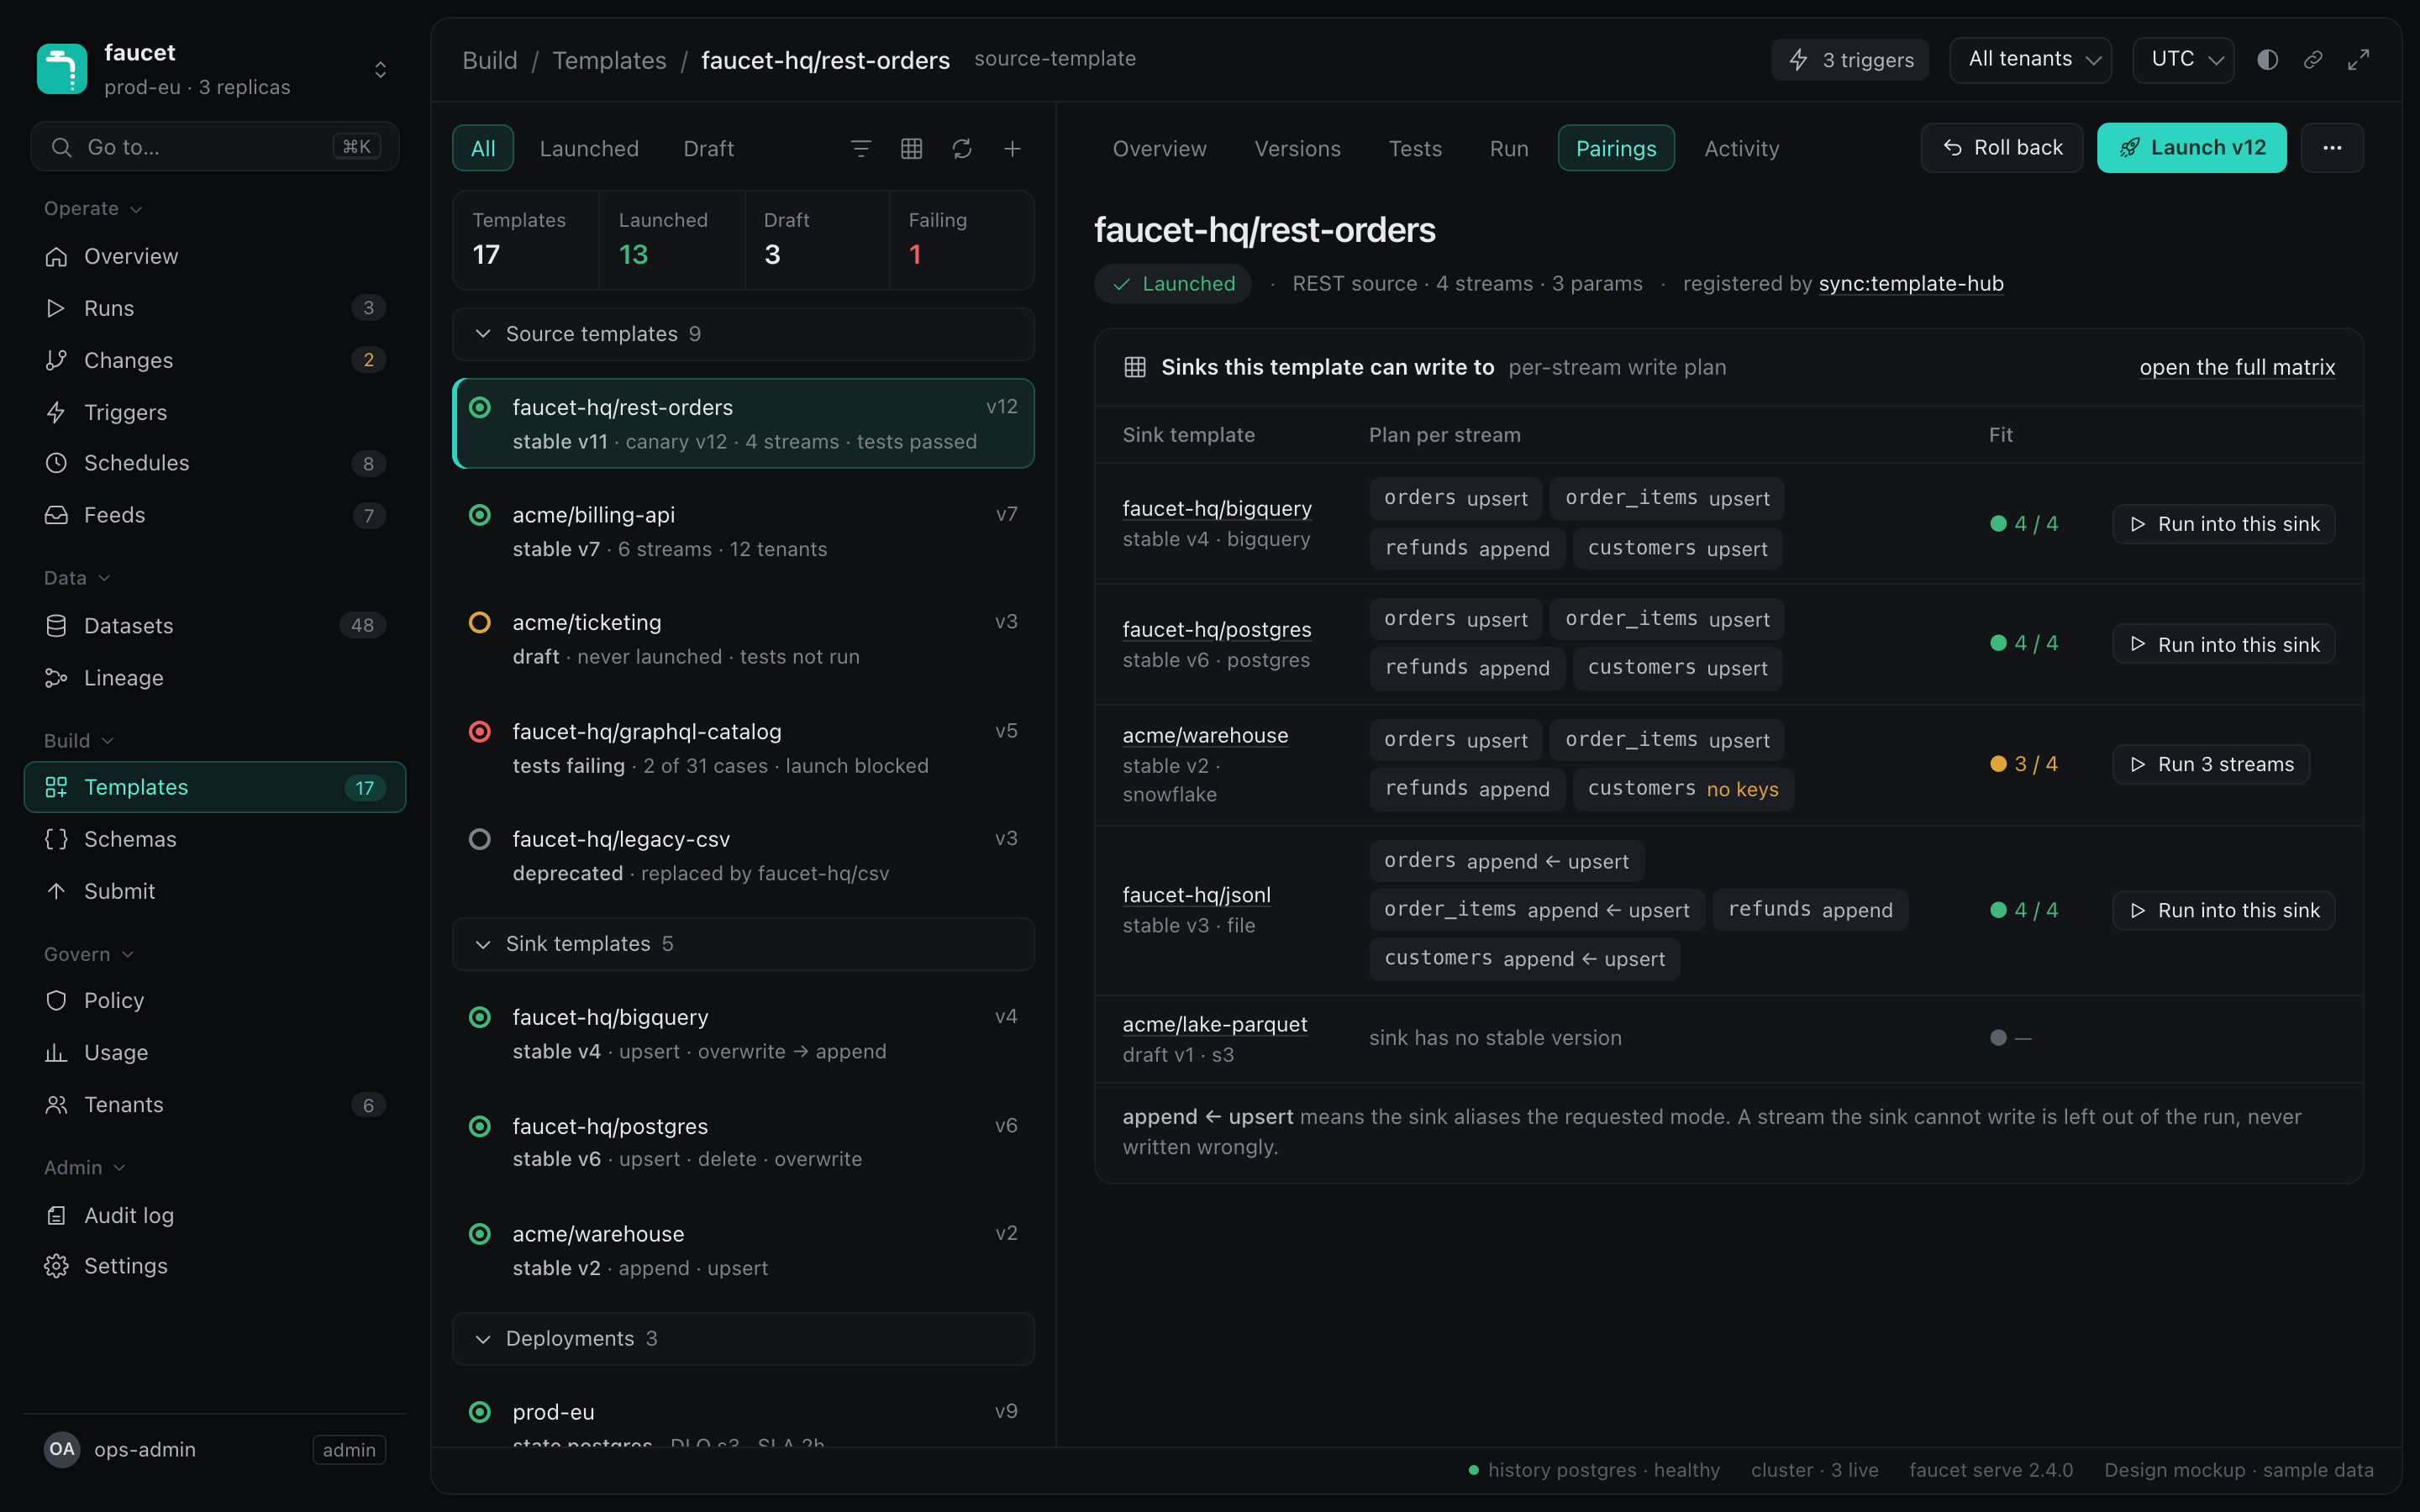 faucet
prod-eu · 3 replicas
Go to... ⌘K
Operate
Overview
Runs 3
Changes 2
Triggers
Schedules 8
Feeds 7
Data
Datasets 48
Lineage
Build
Templates 17
Schemas
Submit
Govern
Policy
Usage
Tenants 6
Admin
Audit log
Settings
OA ops-admin admin
Build / Templates / faucet-hq/rest-orders source-template
3 triggers All tenants UTC
All Launched Draft
Templates Launched Draft Failing
17 13 3 1
Source templates 9
faucet-hq/rest-orders v12
stable v11 · canary v12 · 4 streams · tests passed
acme/billing-api v7
stable v7 · 6 streams · 12 tenants
acme/ticketing v3
draft · never launched · tests not run
faucet-hq/graphql-catalog v5
tests failing · 2 of 31 cases · launch blocked
faucet-hq/legacy-csv v3
deprecated · replaced by faucet-hq/csv
Sink templates 5
faucet-hq/bigquery v4
stable v4 · upsert · overwrite → append
faucet-hq/postgres v6
stable v6 · upsert · delete · overwrite
acme/warehouse v2
stable v2 · append · upsert
Deployments 3
prod-eu v9
state postgres · DLQ s3 · SLA 2h
Overview Versions Tests Run Pairings Activity
Roll back Launch v12 ...
faucet-hq/rest-orders
Launched · REST source · 4 streams · 3 params · registered by sync:template-hub
Sinks this template can write to per-stream write plan open the full matrix
Sink template Plan per stream Fit
faucet-hq/bigquery
stable v4 · bigquery
orders upsert order_items upsert
refunds append customers upsert
4 / 4 Run into this sink
faucet-hq/postgres
stable v6 · postgres
orders upsert order_items upsert
refunds append customers upsert
4 / 4 Run into this sink
acme/warehouse
stable v2 ·
snowflake
orders upsert order_items upsert
refunds append customers no keys
3 / 4 Run 3 streams
faucet-hq/jsonl
stable v3 · file
orders append ← upsert
order_items append ← upsert refunds append
customers append ← upsert
4 / 4 Run into this sink
acme/lake-parquet
draft v1 · s3
sink has no stable version
—
append ← upsert means the sink aliases the requested mode. A stream the sink cannot write is left out of the run, never
written wrongly.
history postgres · healthy cluster · 3 live faucet serve 2.4.0 Design mockup · sample data